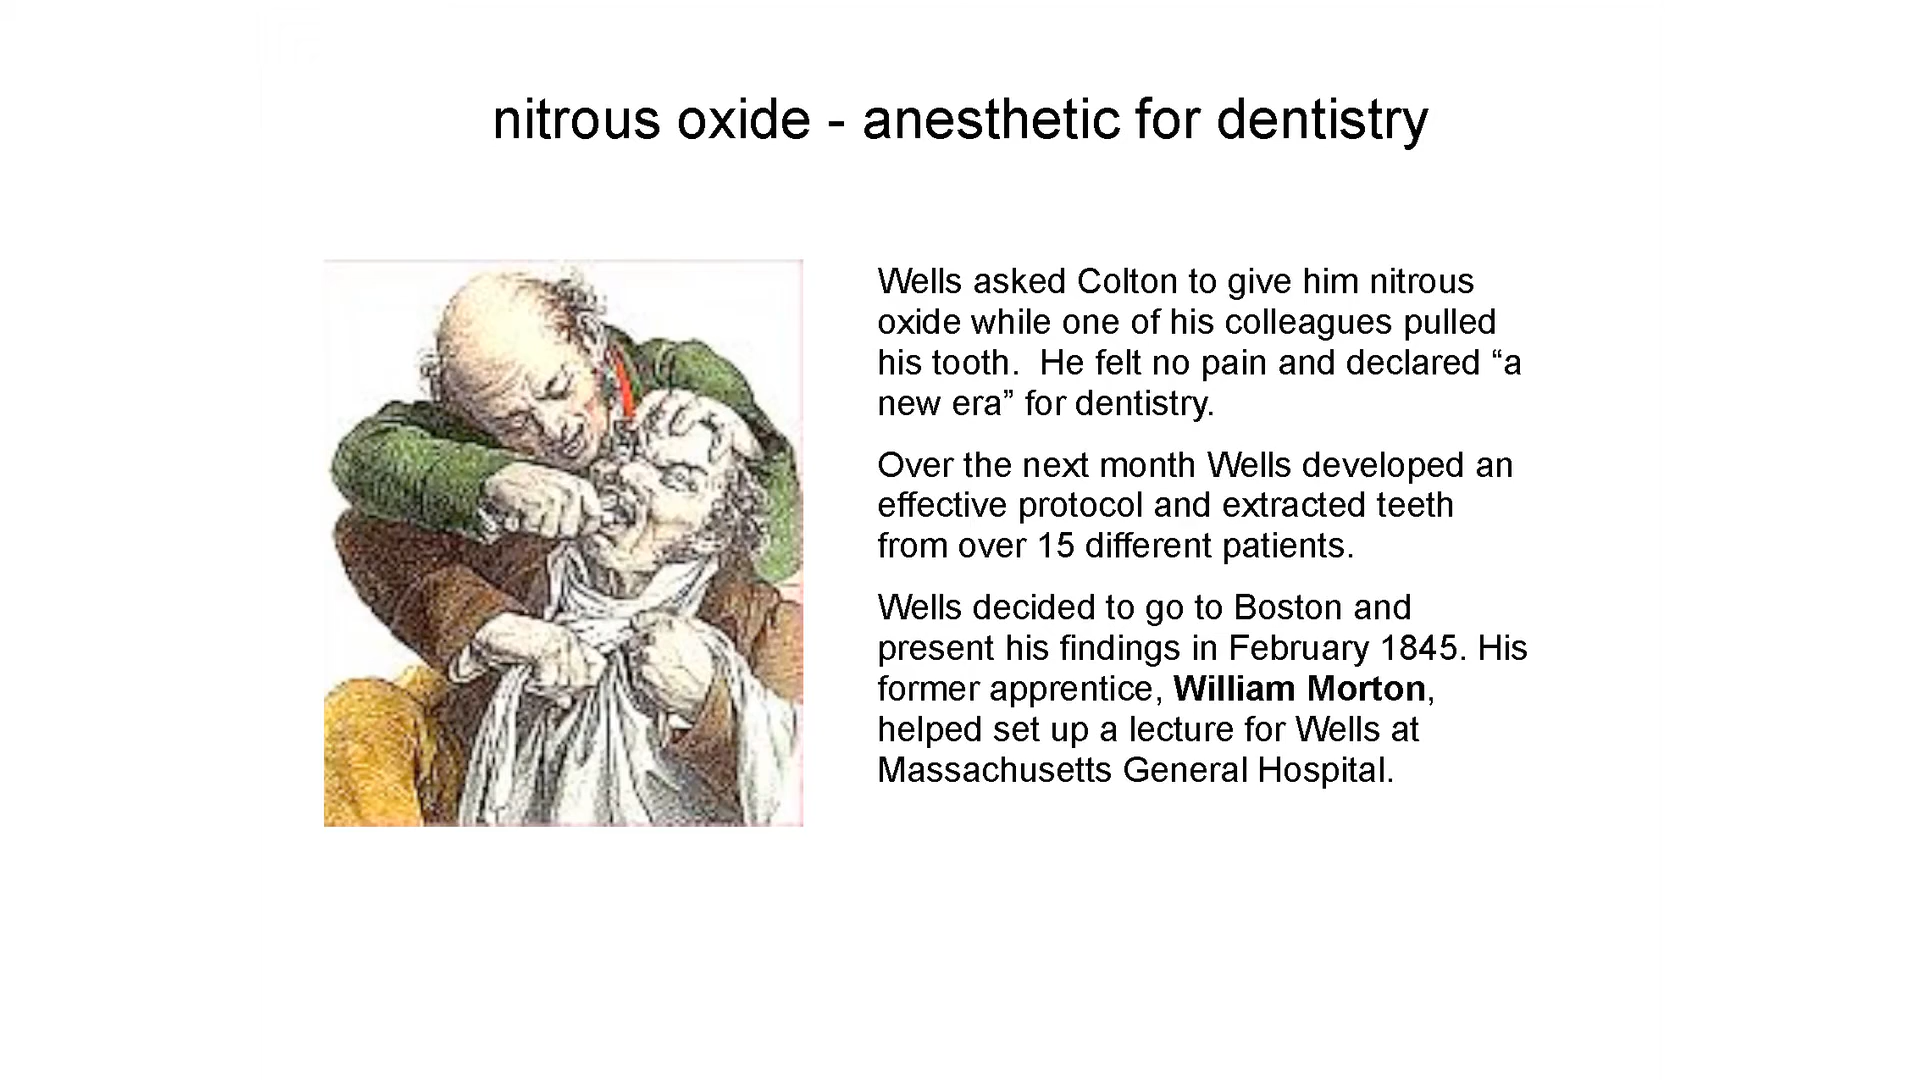 nitrous oxide - anesthetic for dentistry
Wells asked Colton to give him nitrous
oxide while one of his colleagues pulled
his tooth.  He felt no pain and declared “a
new era” for dentistry.
Over the next month Wells developed an
effective protocol and extracted teeth
from over 15 different patients.
Wells decided to go to Boston and
present his findings in February 1845. His
former apprentice, William Morton,
helped set up a lecture for Wells at
Massachusetts General Hospital.